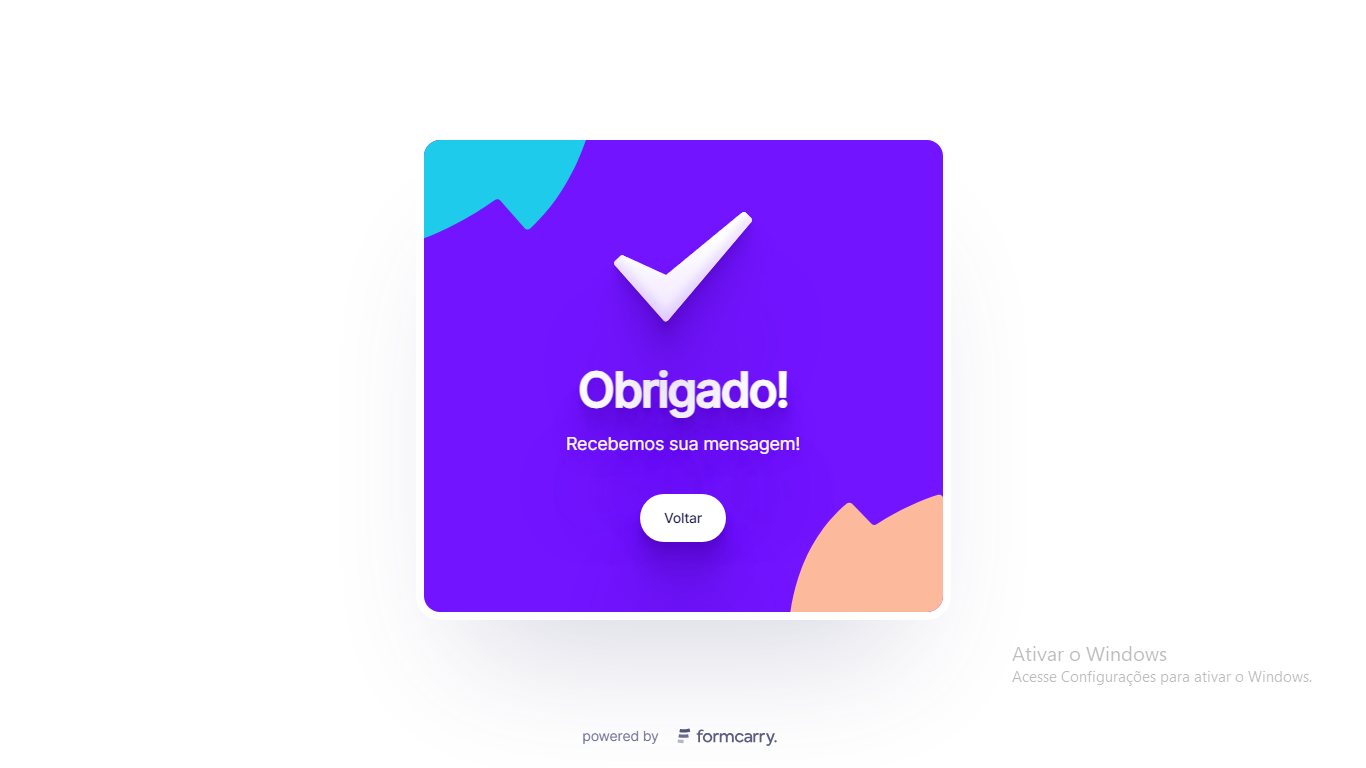 Obrigado!
Recebemos sua mensagem!
Voltar
Ativar o Windows
Acesse Configurações para ativar o Windows.
powered by formcarry.